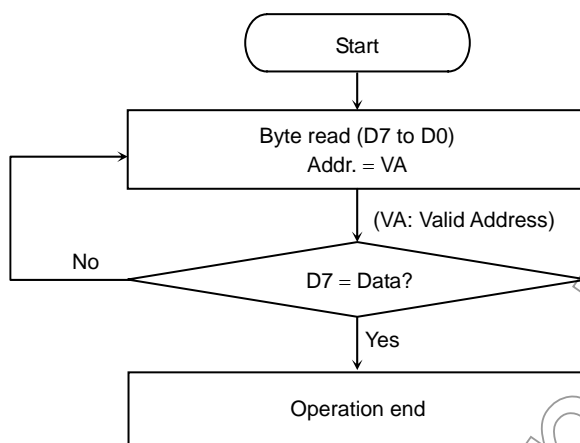 Start
Byte read (D7 to D0)
Addr. = VA
(VA: Valid Address)
No
D7 = Data?
Yes
Operation end